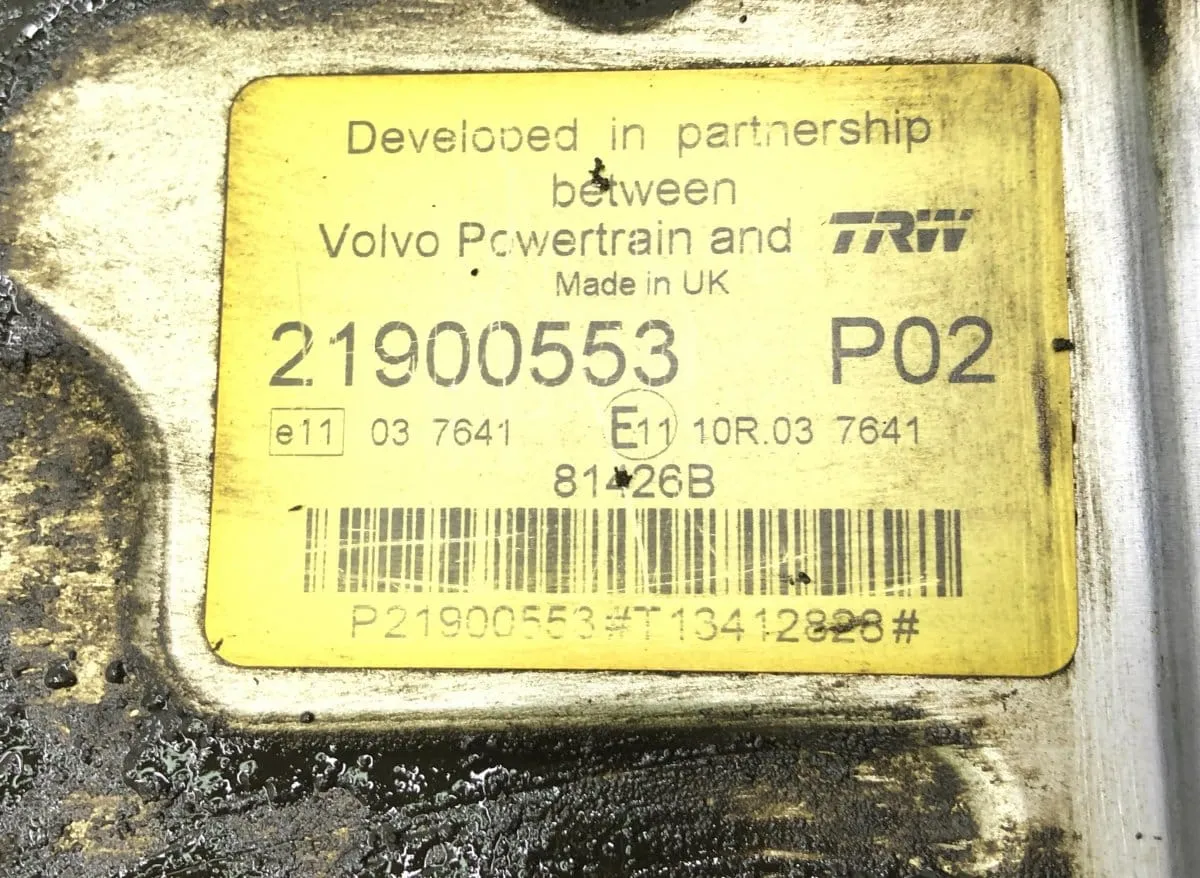 Developed in partnership
between
Volvo Powertrain and TRW
Made in UK
21900553 P02
e11 03 7641 E11 10R.03 7641
81426B
P21900553#T13412828#